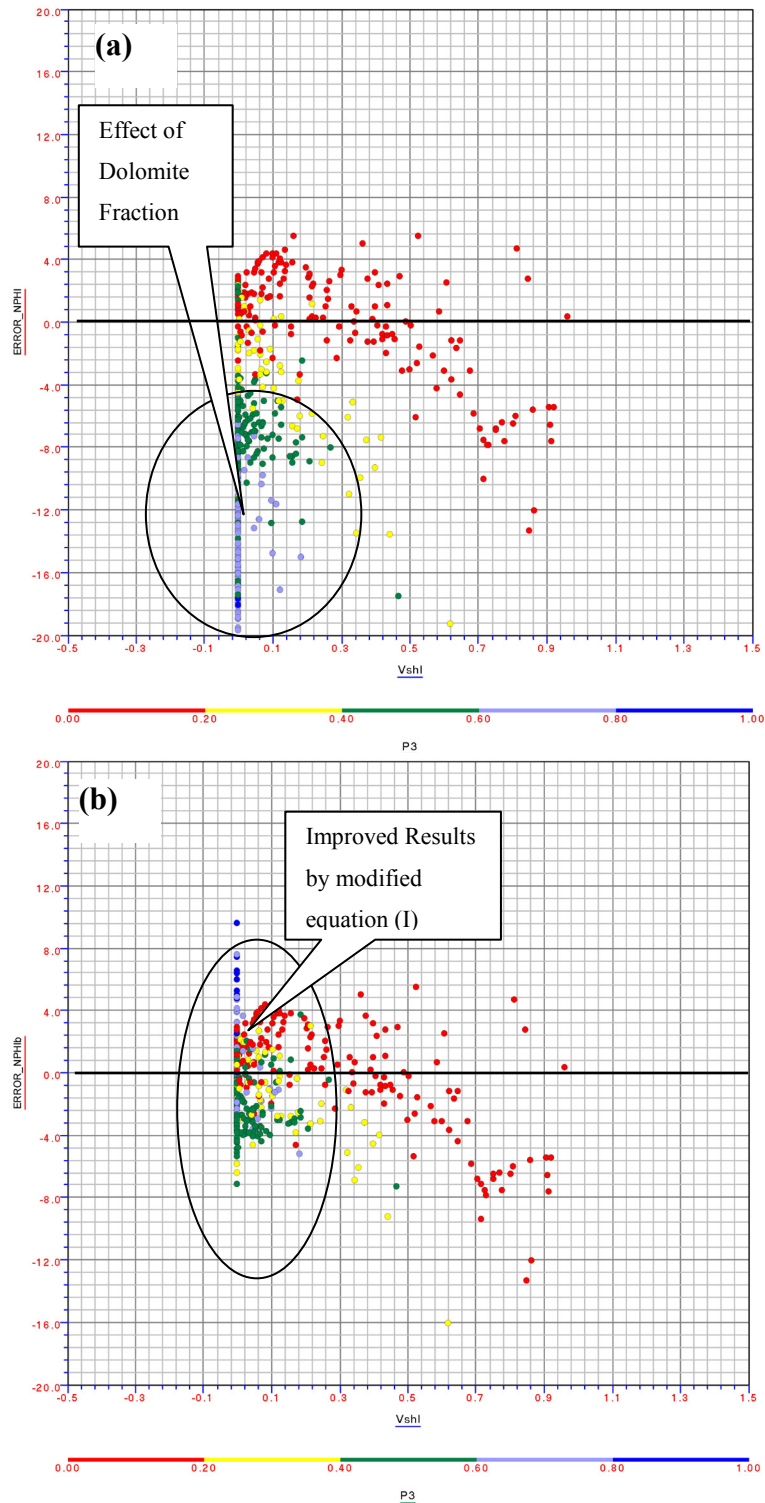 (a)
20.0
16.0
12.0
Effect of
Dolomite
Fraction
8.0
4.0
ERROR_NPHI
0.0
-4.0
-8.0
-12.0
-16.0
-20.0
-0.5 -0.3 -0.1 0.1 0.3 0.5 0.7 0.9 1.1 1.3 1.5
Vshl
0.00 0.20 0.40 0.60 0.80 1.00
P3
(b)
20.0
16.0
Improved Results
by modified
equation (I)
12.0
8.0
4.0
ERROR_NPHIb
0.0
-4.0
-8.0
-12.0
-16.0
-20.0
-0.5 -0.3 -0.1 0.1 0.3 0.5 0.7 0.9 1.1 1.3 1.5
Vshl
0.00 0.20 0.40 0.60 0.80 1.00
P3